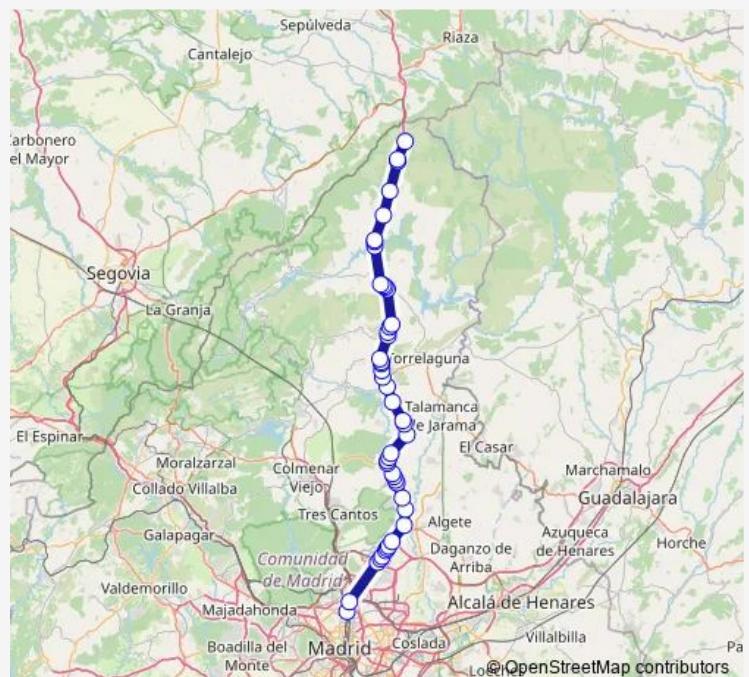 Sepúlveda
Riaza
Cantalejo
Carbonero
el Mayor
Segovia
La Granja
Torrelaguna
Talamanca
de Jarama
El Espinar
El Casar
Moralzarzal
Colmenar
Viejo
Marchamalo
Collado Villalba
Guadalajara
Tres Cantos
Algete
Galapagar
Azuqueca
de Henares
Horche
Comunidad
de Madrid
Daganzo de
Arriba
Valdemorillo
Majadahonda
Alcalá de Henares
Boadilla del
Monte
Madrid
Coslada
Villalbilla
Pa
© OpenStreetMap contributors